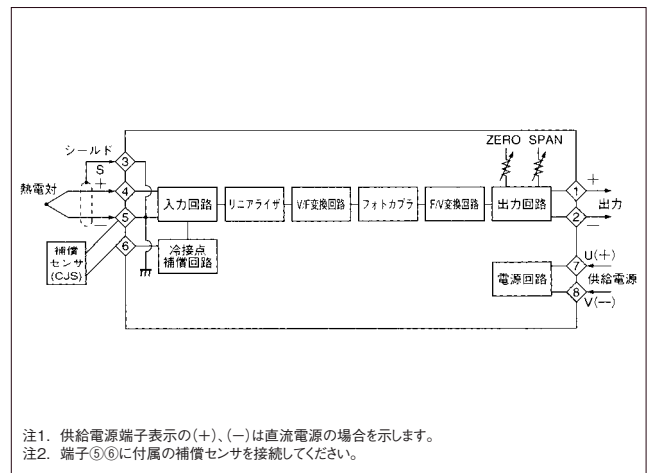 ZERO SPAN
シールド
S
③
熱電対
+
④
入力回路
リニアライザ
V/F変換回路
フォトカプラ
F/V変換回路
出力回路
①
+
出力
⑤
−
②
−
補償
センサ
(CJS)
⑥
冷接点
補償回路
電源回路
⑦
U(+)
供給電源
⑧
V(−)
注1. 供給電源端子表示の(+)、(−)は直流電源の場合を示します。
注2. 端子⑤⑥に付属の補償センサを接続してください。